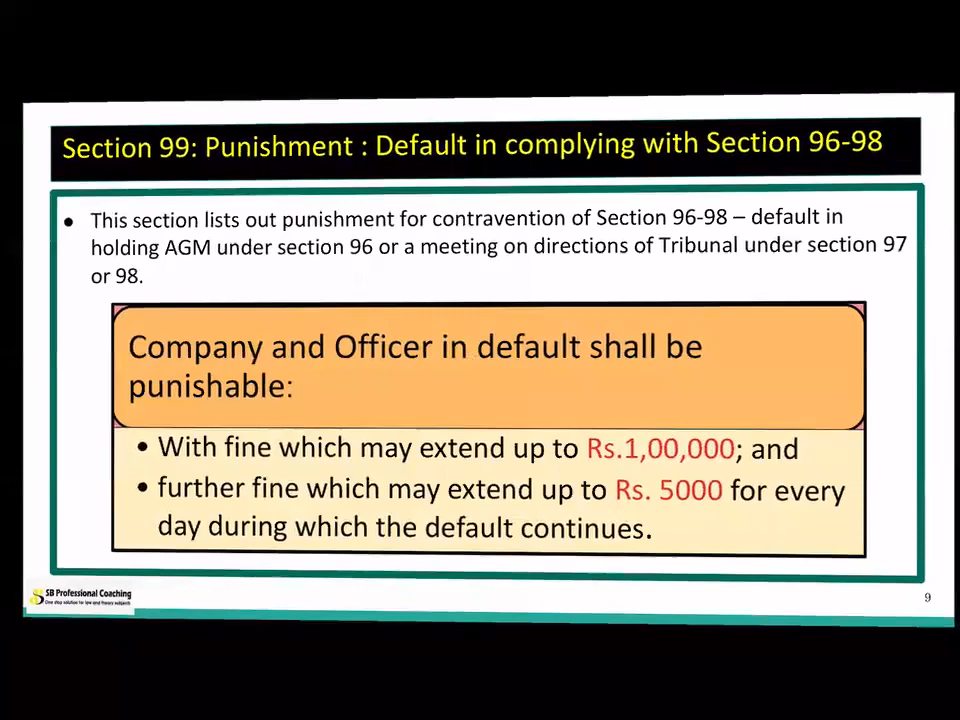 Section 99: Punishment : Default in complying with Section 96-98
• This section lists out punishment for contravention of Section 96-98 – default in
holding AGM under section 96 or a meeting on directions of Tribunal under section 97
or 98.
Company and Officer in default shall be
punishable:
• With fine which may extend up to Rs.1,00,000; and
• further fine which may extend up to Rs. 5000 for every
day during which the default continues.
SB Professional Coaching
One stop solution for law and theory subjects
9